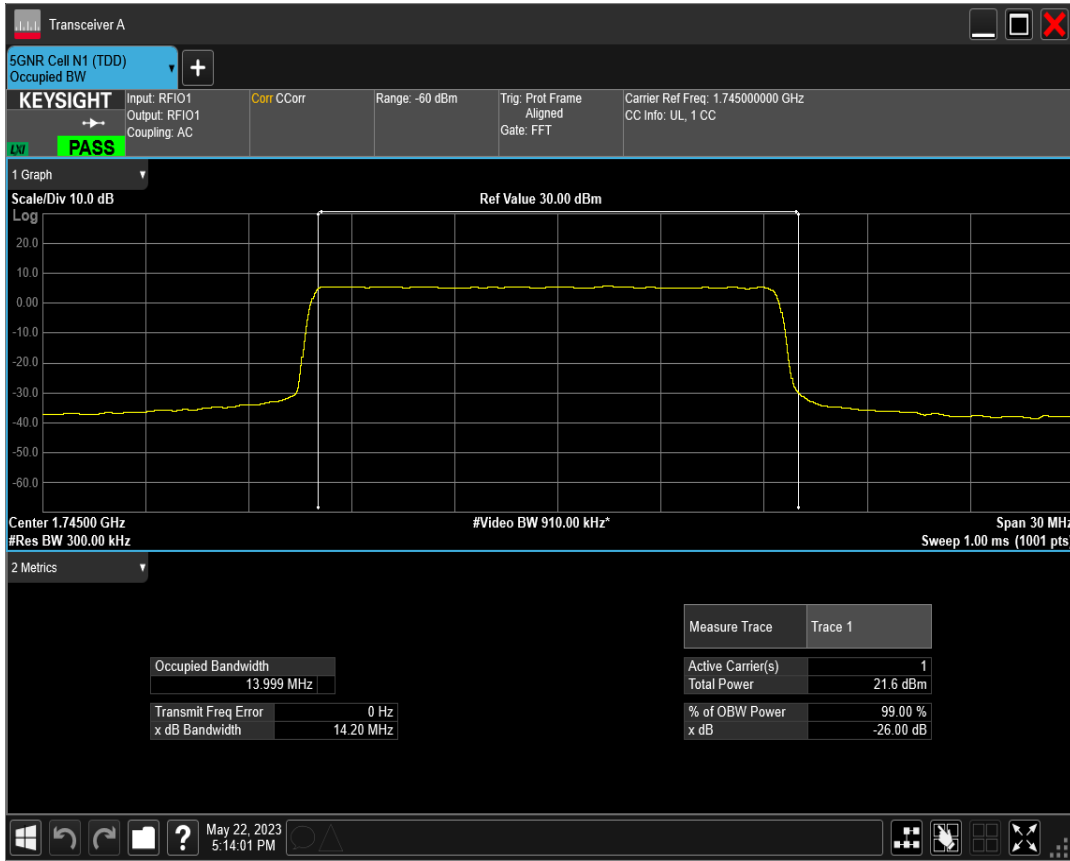 Transceiver A
5GNR Cell N1 (TDD)
Occupied BW
+
KEYSIGHT
LXI
PASS
Input: RFIO1
Output: RFIO1
Coupling: AC
Corr CCorr
Range: -60 dBm
Trig: Prot Frame
Aligned
Gate: FFT
Carrier Ref Freq: 1.745000000 GHz
CC Info: UL, 1 CC
1 Graph
Scale/Div 10.0 dB
Ref Value 30.00 dBm
Log
20.0
10.0
0.00
-10.0
-20.0
-30.0
-40.0
-50.0
-60.0
Center 1.74500 GHz
#Video BW 910.00 kHz*
Span 30 MHz
#Res BW 300.00 kHz
Sweep 1.00 ms (1001 pts)
2 Metrics
Measure Trace Trace 1
Occupied Bandwidth
13.999 MHz
Transmit Freq Error 0 Hz
x dB Bandwidth 14.20 MHz
Active Carrier(s) 1
Total Power 21.6 dBm
% of OBW Power 99.00 %
x dB -26.00 dB
?
May 22, 2023
5:14:01 PM